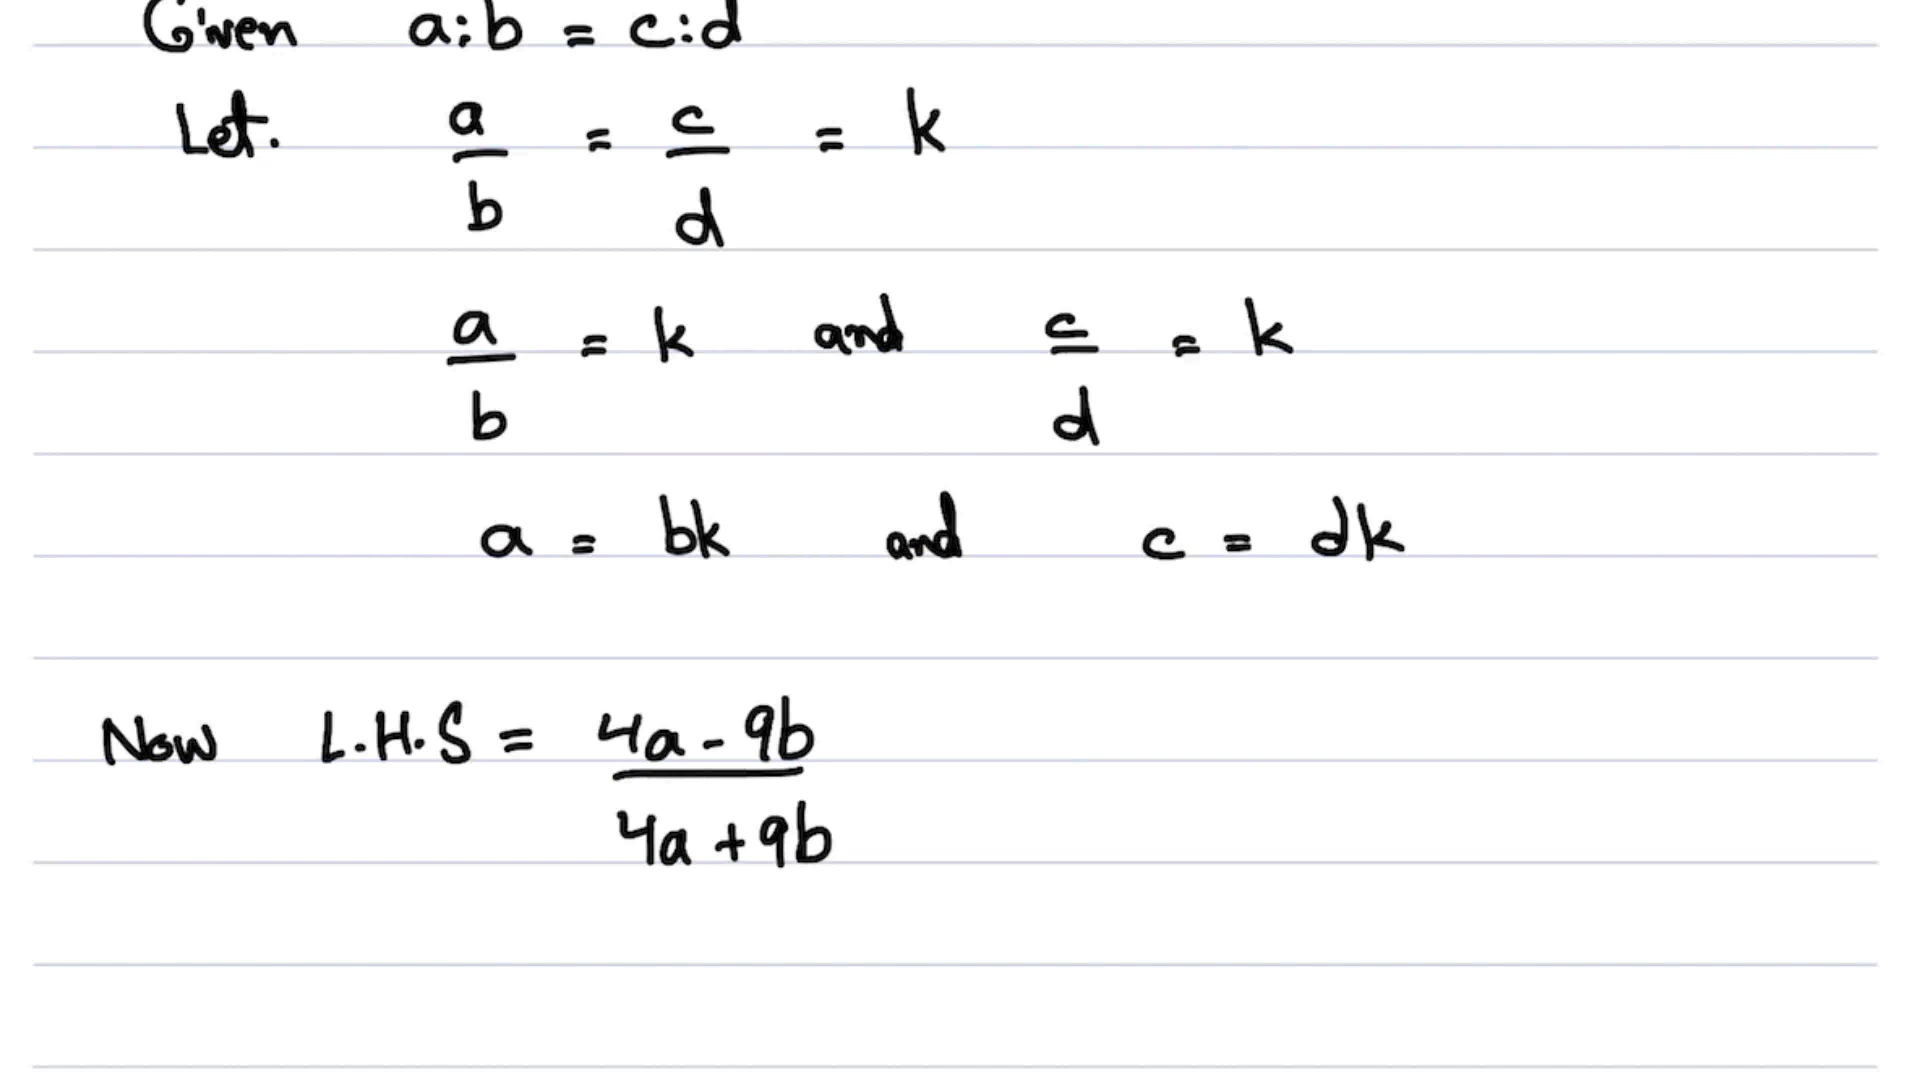 Given a:b = c:d
Let. a/b = c/d = k
a/b = k and c/d = k
a = bk and c = dk
Now L.H.S = 4a - 9b / 4a + 9b